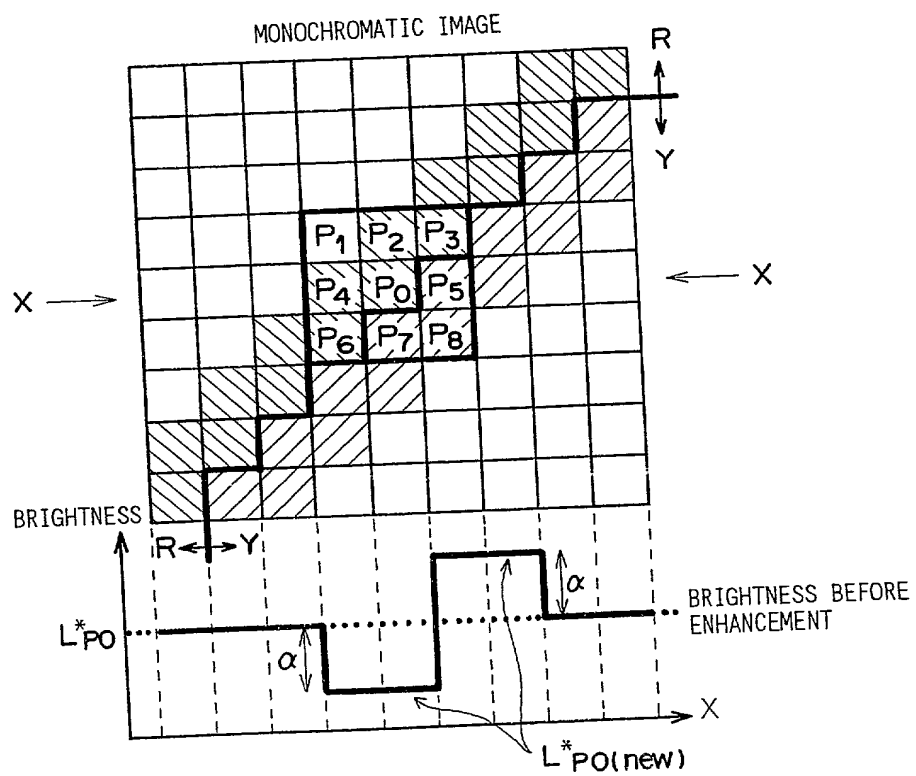 MONOCHROMATIC IMAGE
R
Y
P1 P2 P3
X P4 P0 P5 X
P6 P7 P8
BRIGHTNESS
R Y
α
BRIGHTNESS BEFORE
ENHANCEMENT
L*PO
α
X
L*PO(new)